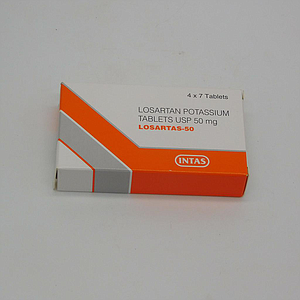 4 x 7 Tablets
LOSARTAN POTASSIUM
TABLETS USP 50 mg
LOSARTAS-50
INTAS